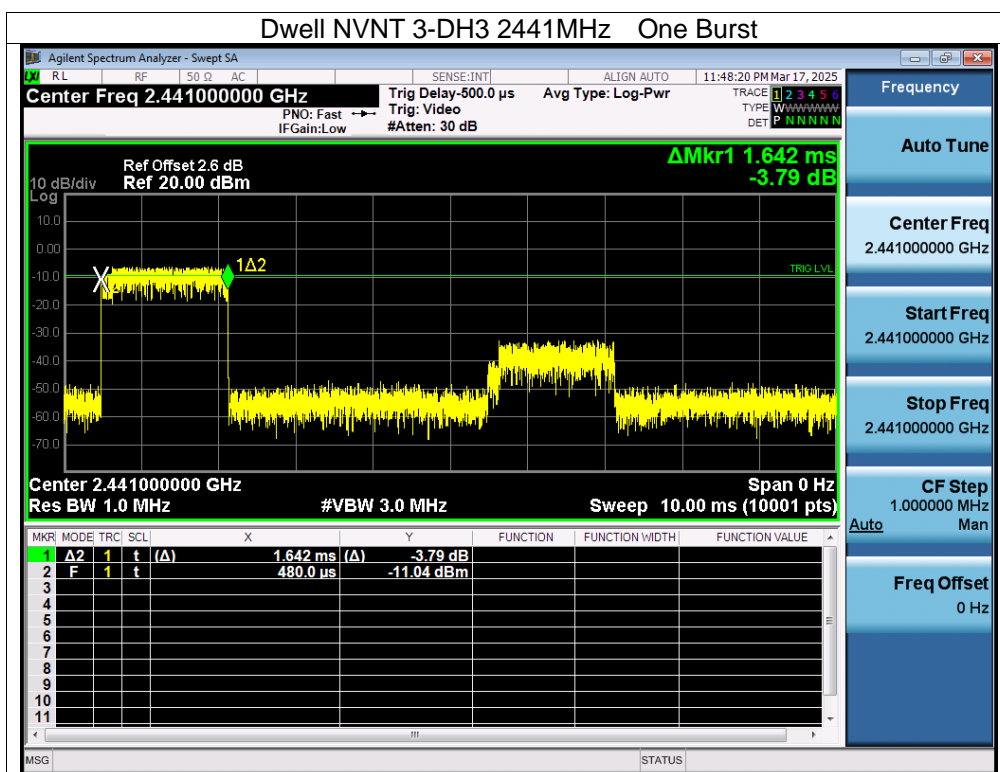 Dwell NVNT 3-DH3 2441MHz One Burst
Agilent Spectrum Analyzer - Swept SA
LXI RL RF 50 Ω AC SENSE:INT ALIGN AUTO 11:48:20 PM Mar 17, 2025
Center Freq 2.441000000 GHz Trig Delay-500.0 µs Avg Type: Log-Pwr TRACE 1 2 3 4 5 6
PNO: Fast Trig: Video TYPE WWWWWWW
IFGain:Low #Atten: 30 dB DET P N N N N N
Frequency
Auto Tune
Center Freq
2.441000000 GHz
Start Freq
2.441000000 GHz
Stop Freq
2.441000000 GHz
CF Step
1.000000 MHz
Auto Man
Freq Offset
0 Hz
ΔMkr1 1.642 ms
-3.79 dB
Ref Offset 2.6 dB
10 dB/div Ref 20.00 dBm
Log
10.0
0.00
-10.0
-20.0
-30.0
-40.0
-50.0
-60.0
-70.0
1Δ2
TRIG LVL
Center 2.441000000 GHz Span 0 Hz
Res BW 1.0 MHz #VBW 3.0 MHz Sweep 10.00 ms (10001 pts)
MKR MODE TRC SCL X Y FUNCTION FUNCTION WIDTH FUNCTION VALUE
1 Δ2 1 t (Δ) 1.642 ms (Δ) -3.79 dB
2 F 1 t 480.0 µs -11.04 dBm
3
4
5
6
7
8
9
10
11
MSG STATUS